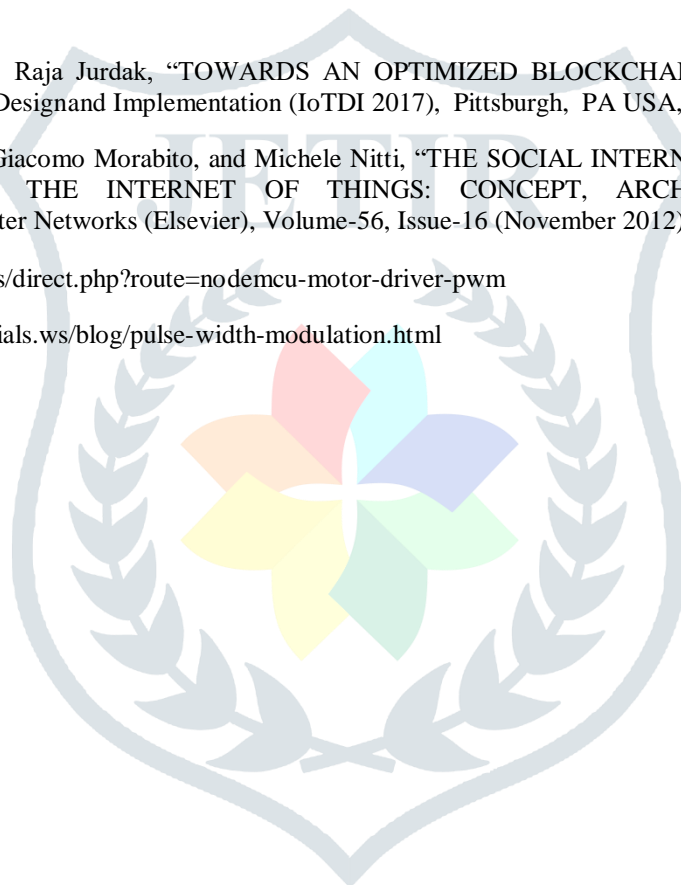 Raja Jurdak, “TOWARDS AN OPTIMIZED BLOCKCHAI
Designand Implementation (IoTDI 2017), Pittsburgh, PA USA,
Giacomo Morabito, and Michele Nitti, “THE SOCIAL INTERN
THE INTERNET OF THINGS: CONCEPT, ARCH
ter Networks (Elsevier), Volume-56, Issue-16 (November 2012)
s/direct.php?route=nodemcu-motor-driver-pwm
ials.ws/blog/pulse-width-modulation.html
JETIR